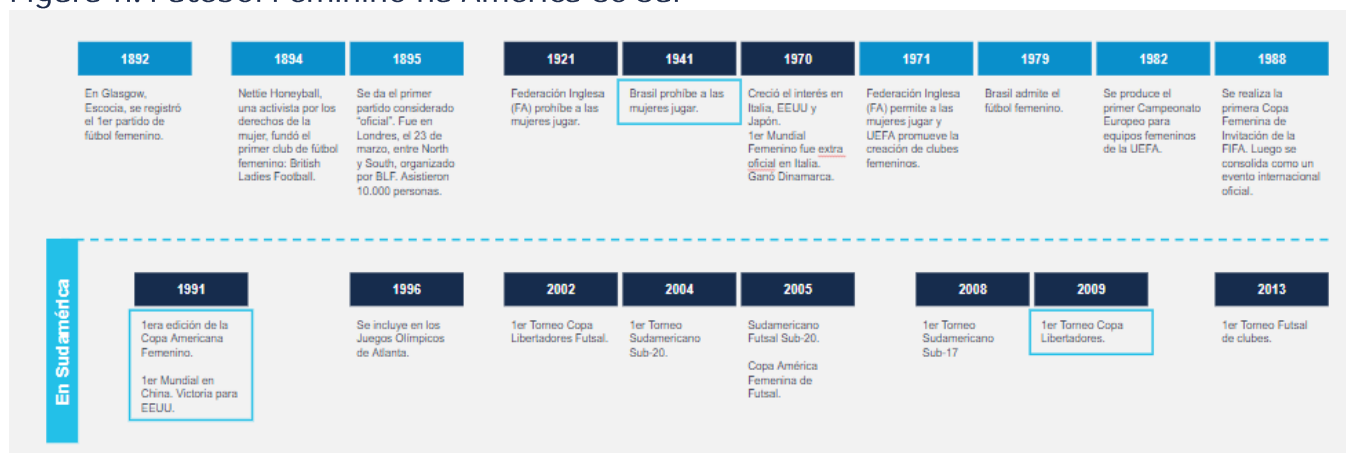 Figura 1: Futebol Feminino na América do Sul
1892
En Glasgow,
Escocia, se registró
el 1er partido de
fútbol femenino.
1894
Nettie Honeyball,
una activista por los
derechos de la
mujer, fundó el
primer club de fútbol
femenino: British
Ladies Football.
1895
Se da el primer
partido considerado
"oficial". Fue en
Londres, el 23 de
marzo, entre North
y South, organizado
por BLF. Asistieron
10.000 personas.
1921
Federación Inglesa
(FA) prohíbe a las
mujeres jugar.
1941
Brasil prohíbe a las
mujeres jugar.
1970
Creció el interés en
Italia, EEUU y
Japón.
1er Mundial
Femenino fue extra
oficial en Italia.
Ganó Dinamarca.
1971
Federación Inglesa
(FA) permite a las
mujeres jugar y
UEFA promueve la
creación de clubes
femeninos.
1979
Brasil admite el
fútbol femenino.
1982
Se produce el
primer Campeonato
Europeo para
equipos femeninos
de la UEFA.
1988
Se realiza la
primera Copa
Femenina de
Invitación de la
FIFA. Luego se
consolida como un
evento internacional
oficial.
En Sudamérica
1991
1era edición de la
Copa Americana
Femenino.
1er Mundial en
China. Victoria para
EEUU.
1996
Se incluye en los
Juegos Olímpicos
de Atlanta.
2002
1er Torneo Copa
Libertadores Futsal.
2004
1er Torneo
Sudamericano
Sub-20.
2005
Sudamericano
Futsal Sub-20.
Copa América
Femenina de
Futsal.
2008
1er Torneo
Sudamericano
Sub-17
2009
1er Torneo Copa
Libertadores.
2013
1er Torneo Futsal
de clubes.